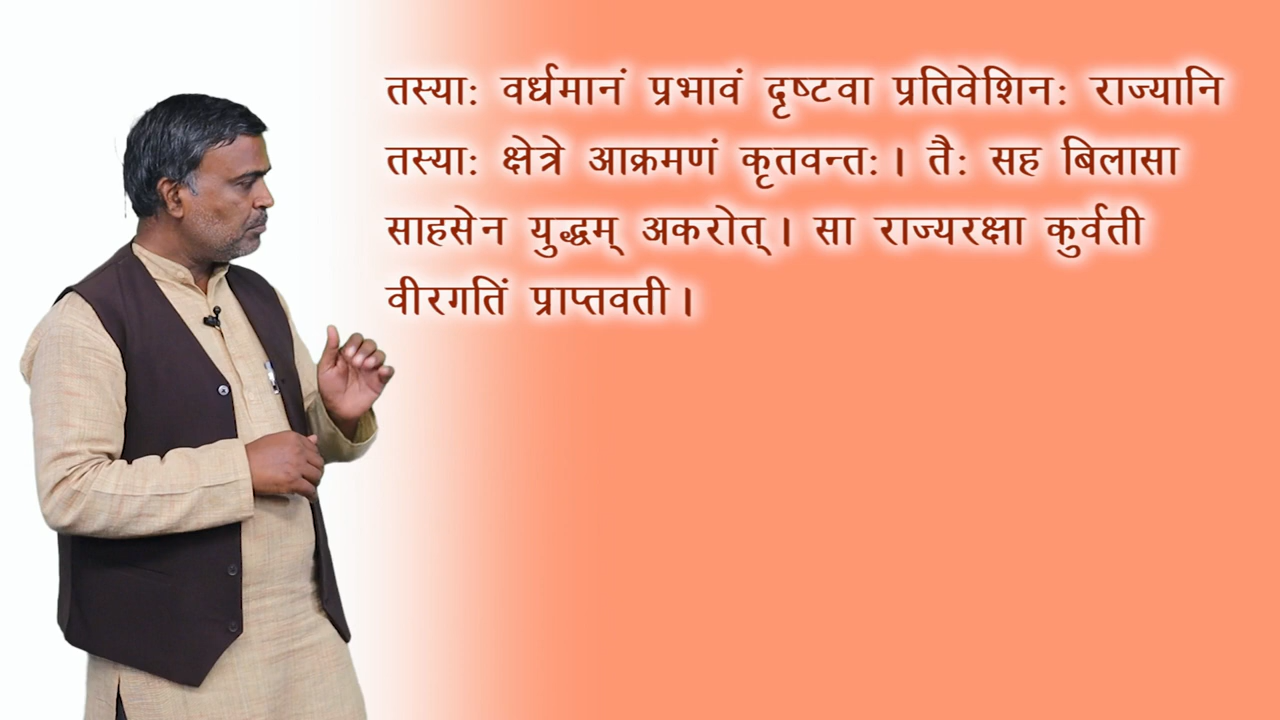 तस्याः वर्धमानं प्रभावं दृष्टवा प्रतिवेशिनः राज्यानि
तस्याः क्षेत्रे आक्रमणं कृतवन्तः। तैः सह बिलासा
साहसेन युद्धम् अकरोत्। सा राज्यरक्षा कुर्वती
वीरगतिं प्राप्तवती।